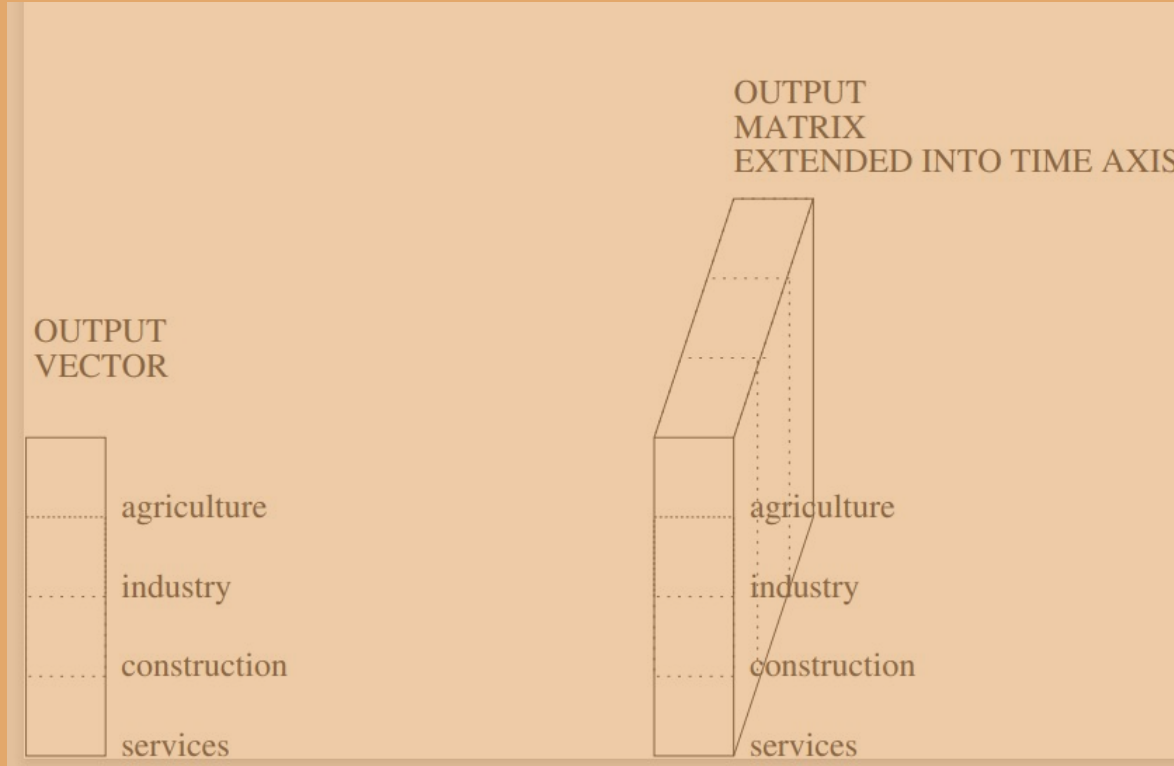 OUTPUT
MATRIX
EXTENDED INTO TIME AXIS
OUTPUT
VECTOR
agriculture
industry
construction
services
agriculture
industry
construction
services